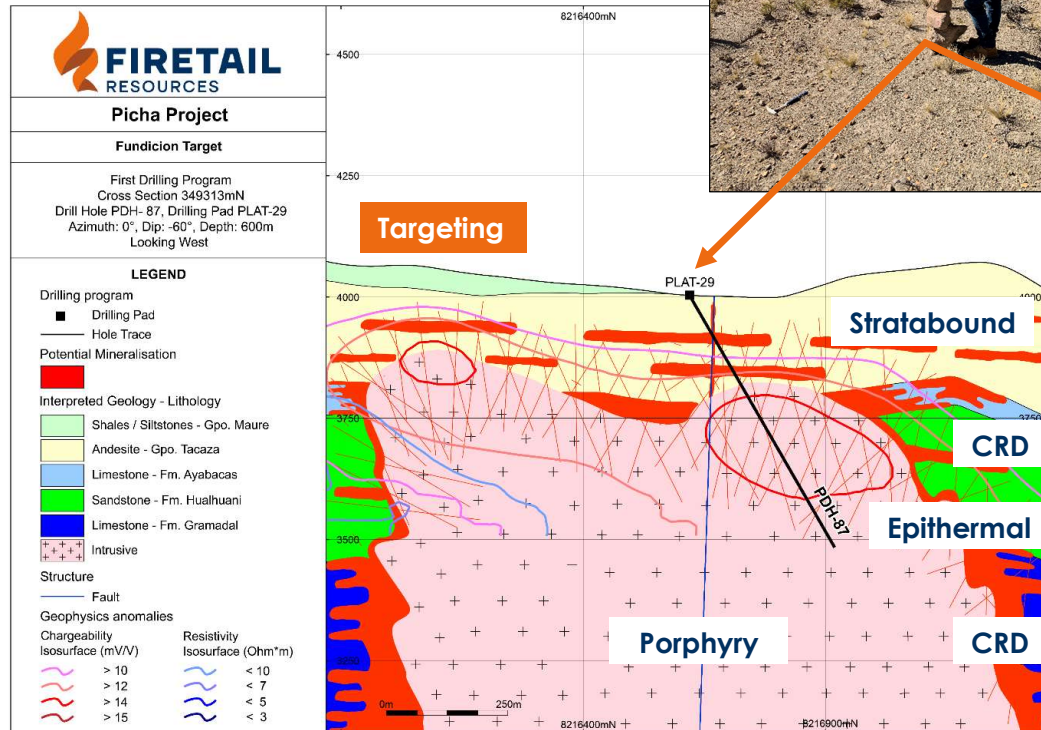 FIRETAIL
RESOURCES
Picha Project
Fundicion Target
First Drilling Program
Cross Section 349313mN
Drill Hole PDH- 87, Drilling Pad PLAT-29
Azimuth: 0°, Dip: -60°, Depth: 600m
Looking West
LEGEND
Drilling program
Drilling Pad
Hole Trace
Potential Mineralisation
Interpreted Geology - Lithology
Shales / Siltstones - Gpo. Maure
Andesite - Gpo. Tacaza
Limestone - Fm. Ayabacas
Sandstone - Fm. Hualhuani
Limestone - Fm. Gramadal
Intrusive
Structure
Fault
Geophysics anomalies
Chargeability Resistivity
Isosurface (mV/V) Isosurface (Ohm*m)
> 10 < 10
> 12 < 7
> 14 < 5
> 15 < 3
8216400mN
4500
4250
Targeting
PLAT-29
4000 4000
Stratabound
3750 3750
CRD
PDH-87
Epithermal
3500
Porphyry CRD
3250
0m 250m
8216400mN 8216900mN